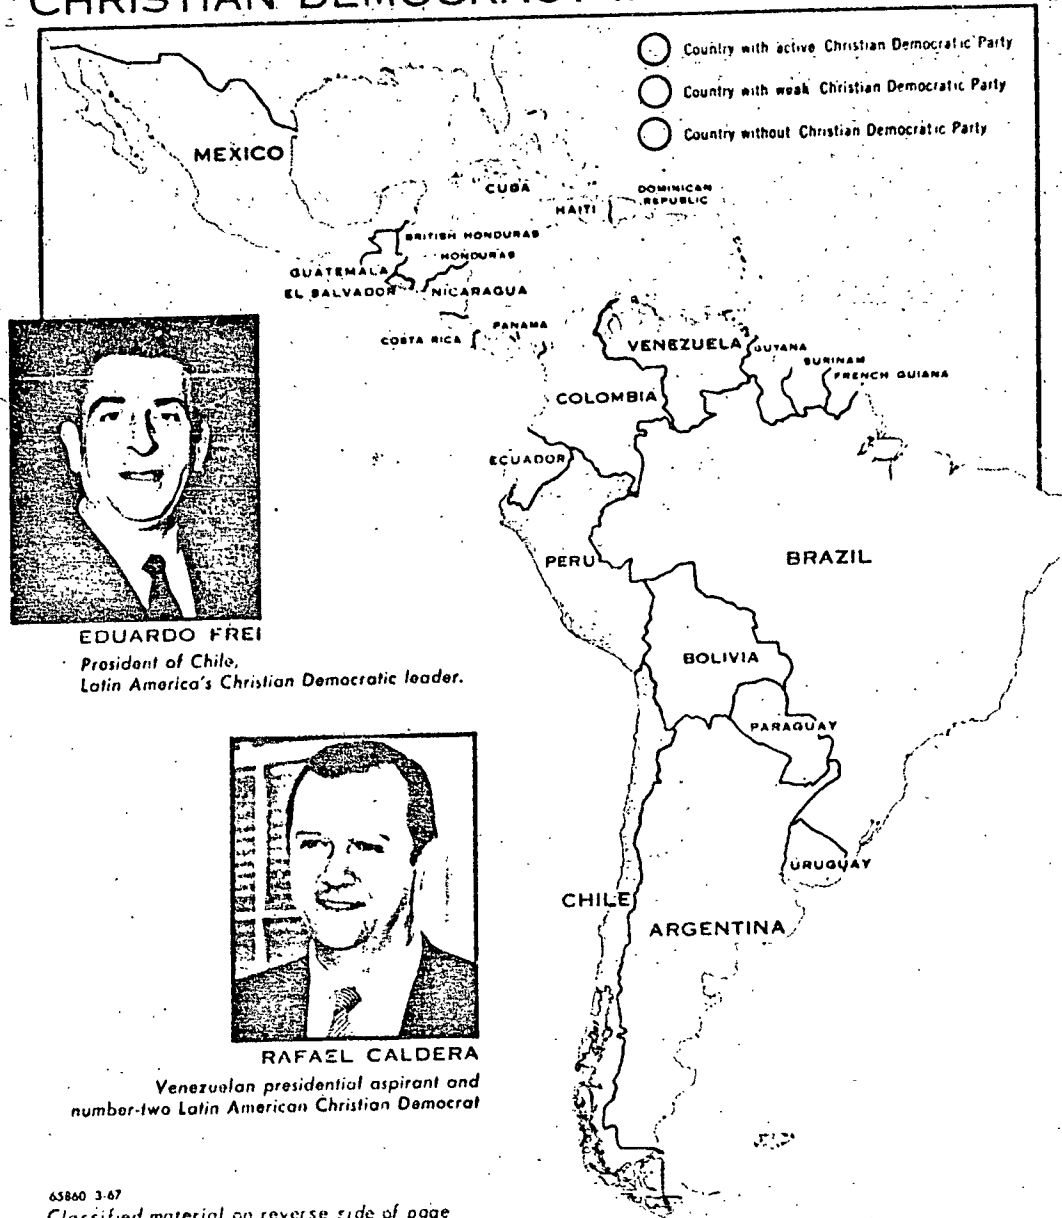 CHRISTIAN DEMOCRACY
Country with active Christian Democratic Party
Country with weak Christian Democratic Party
Country without Christian Democratic Party
MEXICO
CUBA
HAITI
DOMINICAN
REPUBLIC
BRITISH HONDURAS
HONDURAS
GUATEMALA
EL SALVADOR
NICARAGUA
COSTA RICA
PANAMA
VENEZUELA
GUYANA
SURINAM
FRENCH GUIANA
COLOMBIA
ECUADOR
PERU
BRAZIL
EDUARDO FREI
President of Chile,
Latin America's Christian Democratic leader.
BOLIVIA
PARAGUAY
URUGUAY
CHILE
ARGENTINA
RAFAEL CALDERA
Venezuelan presidential aspirant and
number-two Latin American Christian Democrat
65860 3-67
Classified material on reverse side of page